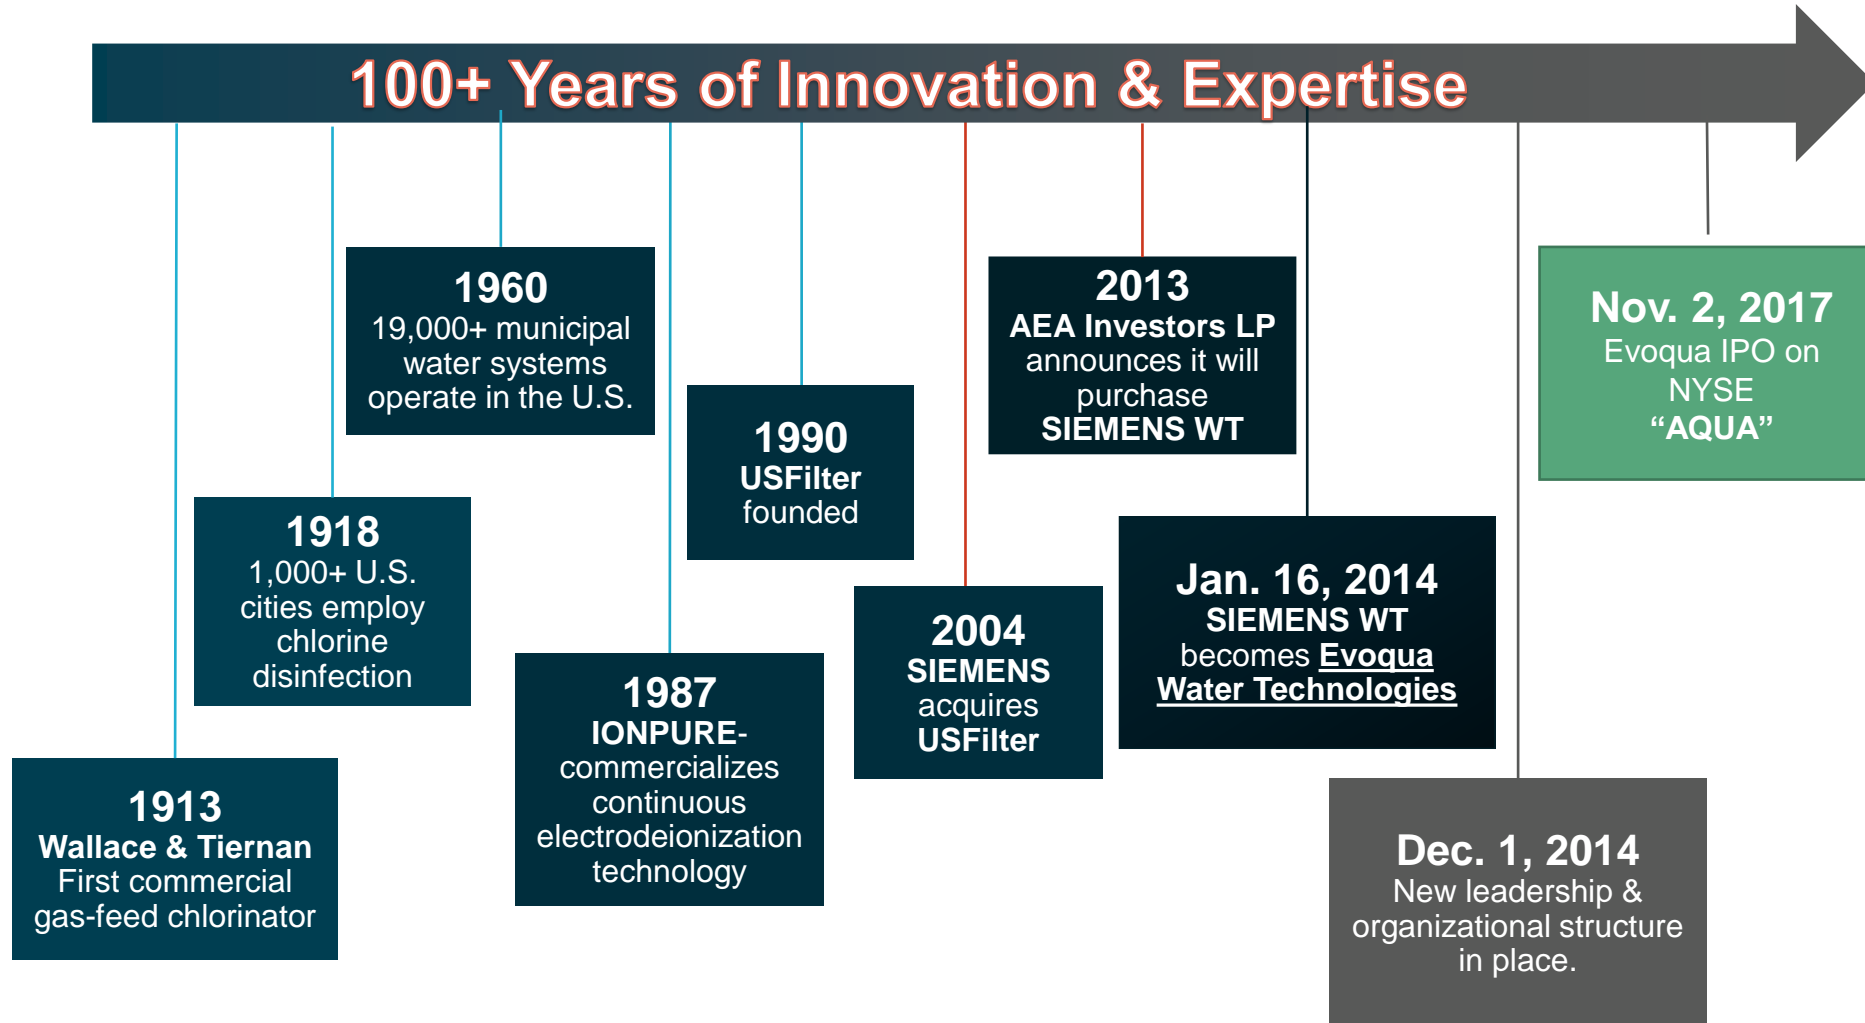 100+ Years of Innovation & Expertise
1913
Wallace & Tiernan
First commercial
gas-feed chlorinator
1918
1,000+ U.S.
cities employ
chlorine
disinfection
1960
19,000+ municipal
water systems
operate in the U.S.
1987
IONPURE-
commercializes
continuous
electrodeionization
technology
1990
USFilter
founded
2004
SIEMENS
acquires
USFilter
2013
AEA Investors LP
announces it will
purchase
SIEMENS WT
Jan. 16, 2014
SIEMENS WT
becomes Evoqua
Water Technologies
Dec. 1, 2014
New leadership &
organizational structure
in place.
Nov. 2, 2017
Evoqua IPO on
NYSE
“AQUA”